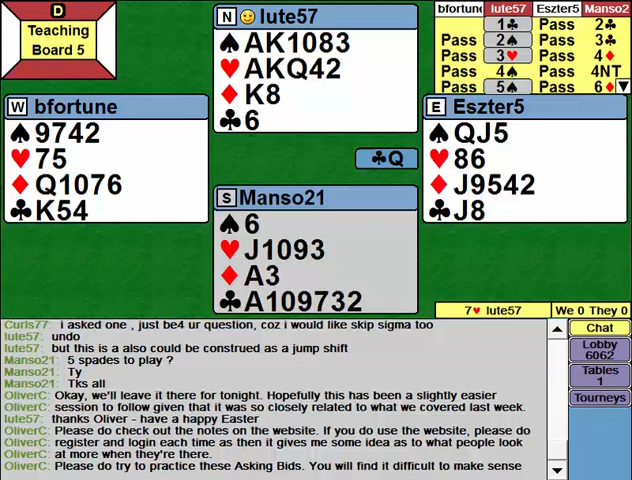 D
Teaching
Board 5
N lute57
♠AK1083
♥AKQ42
♦K8
♣6
bfortune lute57 Eszter5 Manso2
1♣ Pass 2♣
Pass 2♠ Pass 3♣
Pass 3♥ Pass 4♦
Pass 4♠ Pass 4NT
Pass 5♠ Pass 6♦
W bfortune
♠9742
♥75
♦Q1076
♣K54
♣Q
E Eszter5
♠QJ5
♥86
♦J9542
♣J8
S Manso21
♠6
♥J1093
♦A3
♣A109732
7♥ lute57 We 0 They 0
Curls77: i asked one , just be4 ur question, coz i would like skip sigma too
lute57: undo
lute57: but this is a also could be construed as a jump shift
Manso21: 5 spades to play ?
Manso21: Ty
Manso21: Tks all
OliverC: Okay, we'll leave it there for tonight. Hopefully this has been a slightly easier
OliverC: session to follow given that it was so closely related to what we covered last week.
lute57: thanks Oliver - have a happy Easter
OliverC: Please do check out the notes on the website. If you do use the website, please do
OliverC: register and login each time as then it gives me some idea as to what people look
OliverC: at more when they're there.
OliverC: Please do try to practice these Asking Bids. You will find it difficult to make sense
Chat
Lobby
6062
Tables
1
Tourneys